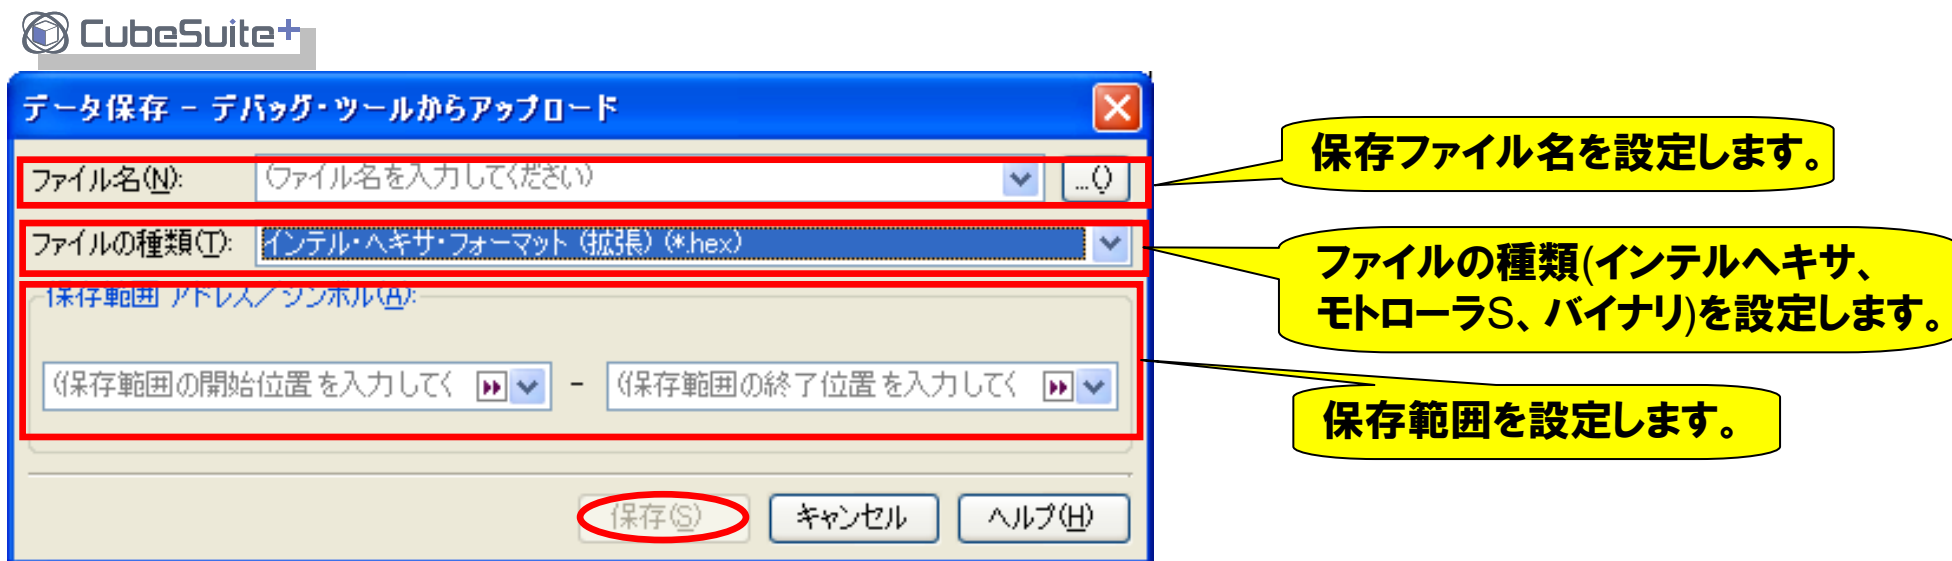 CubeSuite+
データ保存 - デバッグ・ツールからアップロード
ファイル名(N):
(ファイル名を入力してください)
...()
保存ファイル名を設定します。
ファイルの種類(T):
インテル・ヘキサ・フォーマット (拡張) (*.hex)
ファイルの種類(インテルヘキサ、
モトローラS、バイナリ)を設定します。
保存範囲 アドレス／シンボル(A):
(保存範囲の開始位置を入力してく
-
(保存範囲の終了位置を入力してく
保存範囲を設定します。
保存(S)
キャンセル
ヘルプ(H)